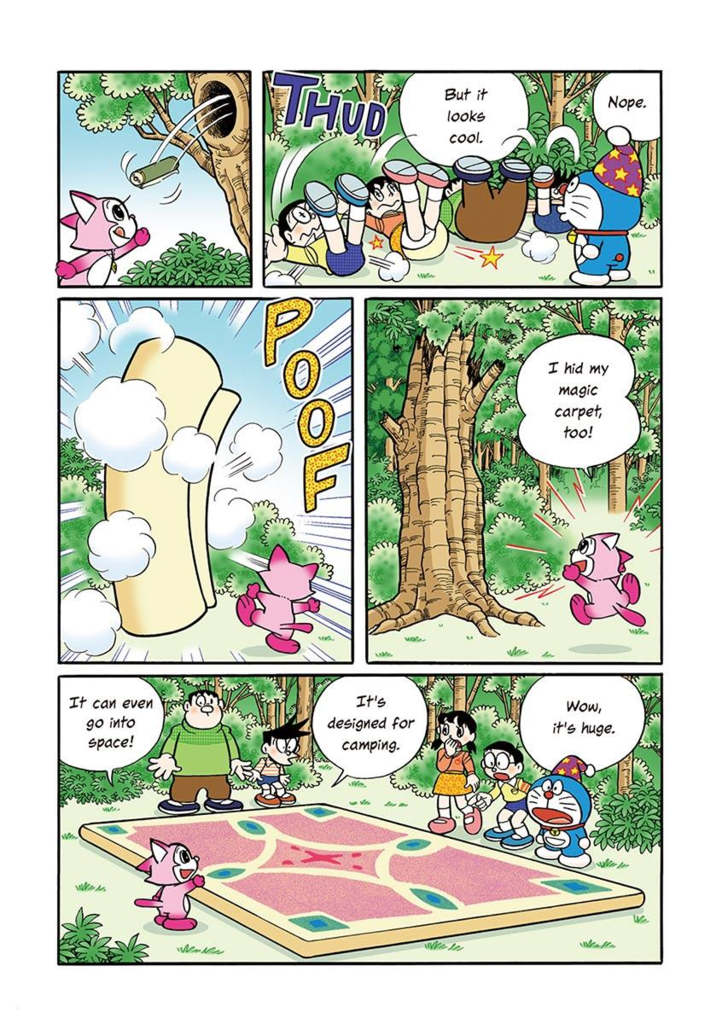 Nope.
But it
looks
cool.
THUD
I hid my
magic
carpet,
too!
POOF
Wow,
it's huge.
It's
designed for
camping.
It can even
go into
space!